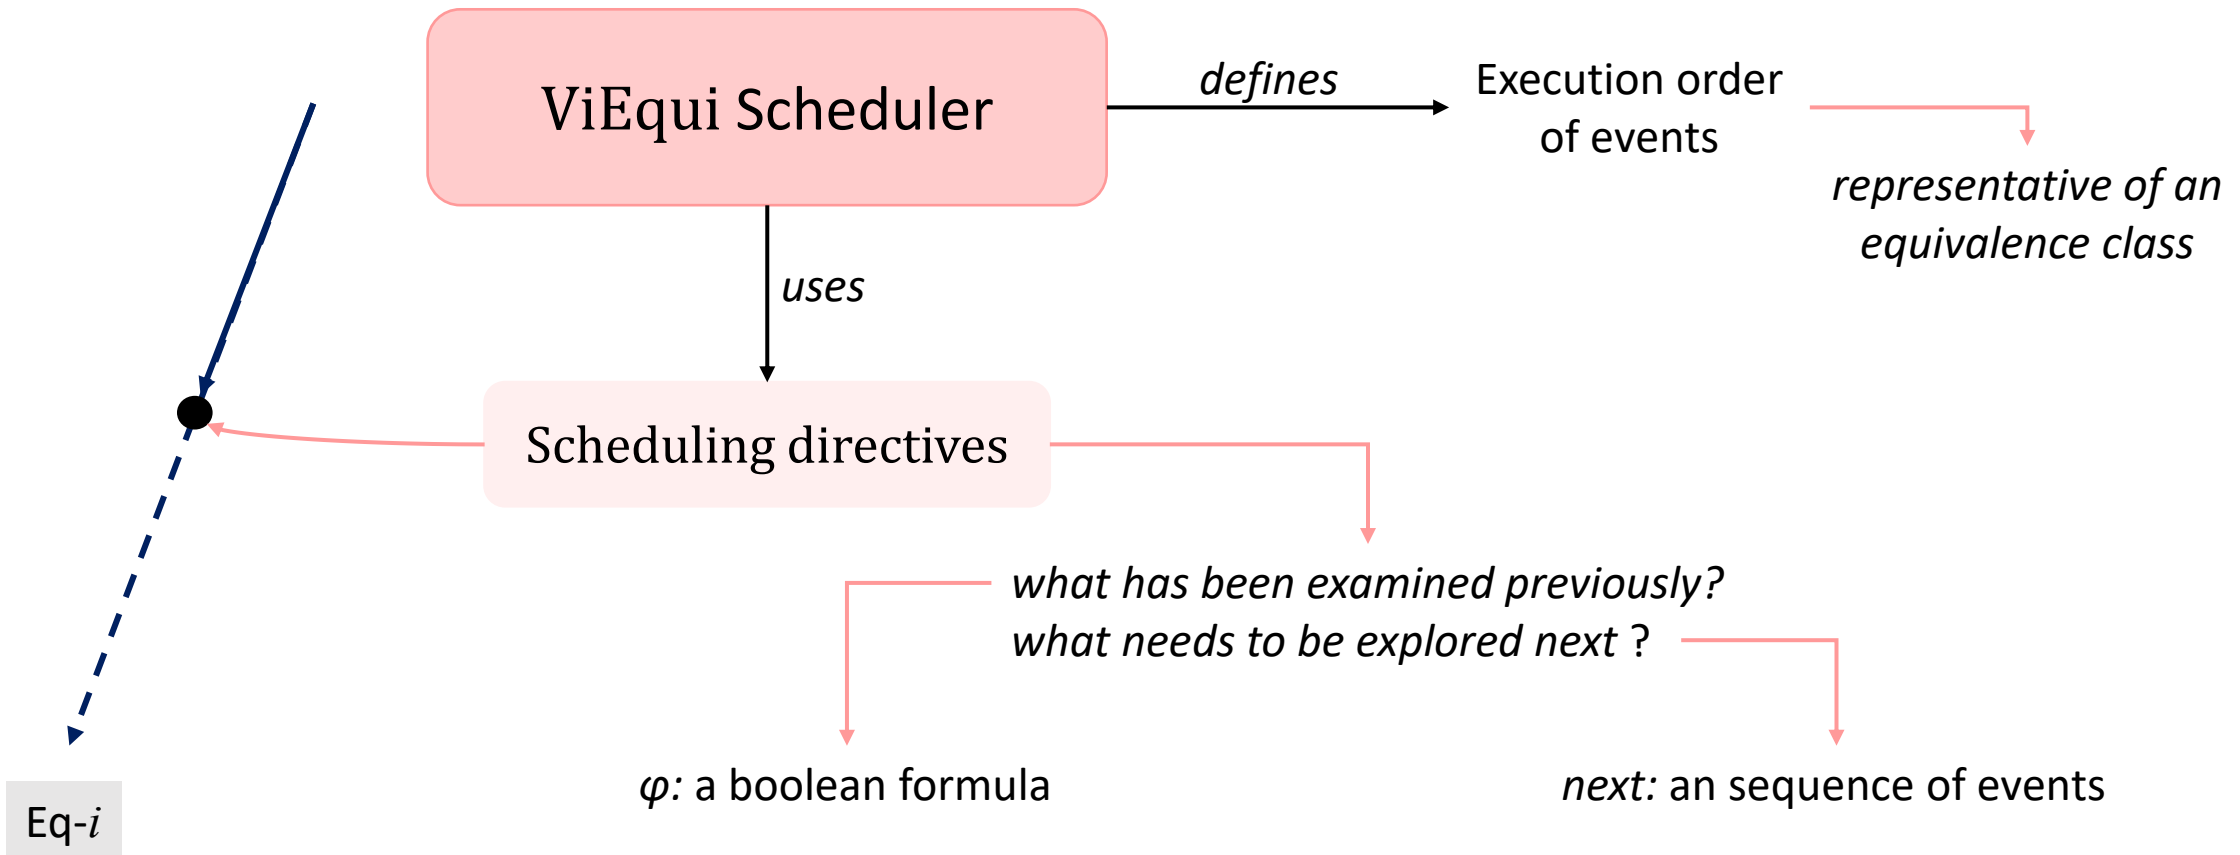 ViEqui Scheduler
defines
Execution order
of events
representative of an
equivalence class
uses
Scheduling directives
what has been examined previously?
what needs to be explored next ?
φ: a boolean formula
next: an sequence of events
Eq-i